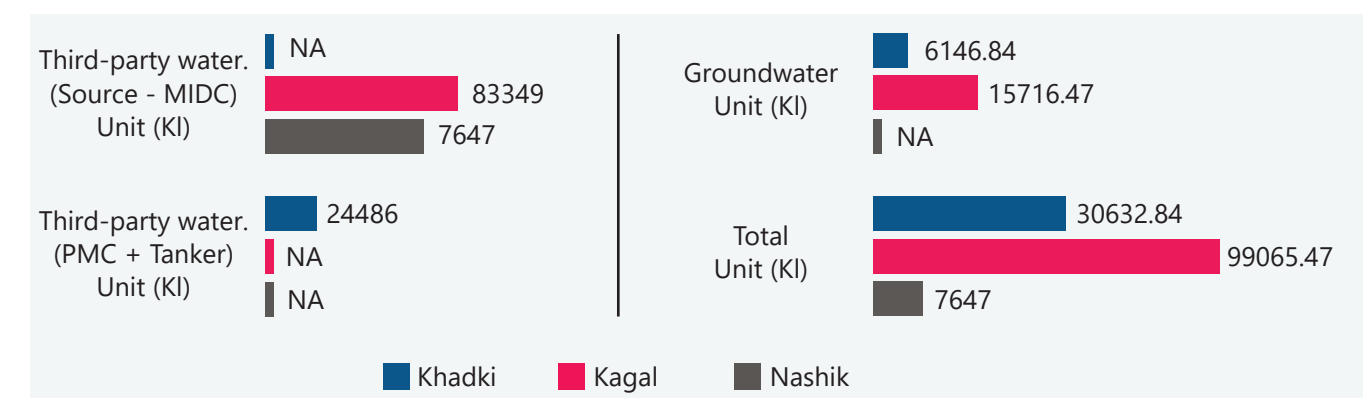 Third-party water.
(Source - MIDC)
Unit (Kl)
NA
83349
7647
Third-party water.
(PMC + Tanker)
Unit (Kl)
24486
NA
NA
Groundwater
Unit (Kl)
6146.84
15716.47
NA
Total
Unit (Kl)
30632.84
99065.47
7647
Khadki Kagal Nashik